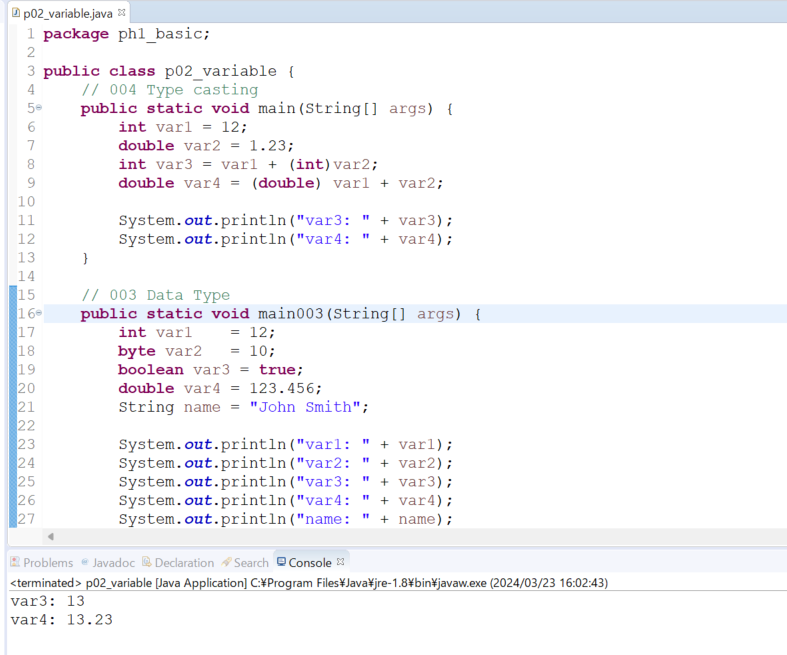 p02_variable.java
1 package ph1_basic;
2
3 public class p02_variable {
4     // 004 Type casting
5     public static void main(String[] args) {
6         int var1 = 12;
7         double var2 = 1.23;
8         int var3 = var1 + (int)var2;
9         double var4 = (double) var1 + var2;
10
11         System.out.println("var3: " + var3);
12         System.out.println("var4: " + var4);
13     }
14
15     // 003 Data Type
16     public static void main003(String[] args) {
17         int var1    = 12;
18         byte var2   = 10;
19         boolean var3 = true;
20         double var4 = 123.456;
21         String name = "John Smith";
22
23         System.out.println("var1: " + var1);
24         System.out.println("var2: " + var2);
25         System.out.println("var3: " + var3);
26         System.out.println("var4: " + var4);
27         System.out.println("name: " + name);
Problems Javadoc Declaration Search Console
<terminated> p02_variable [Java Application] C:¥Program Files¥Java¥jre-1.8¥bin¥javaw.exe (2024/03/23 16:02:43)
var3: 13
var4: 13.23